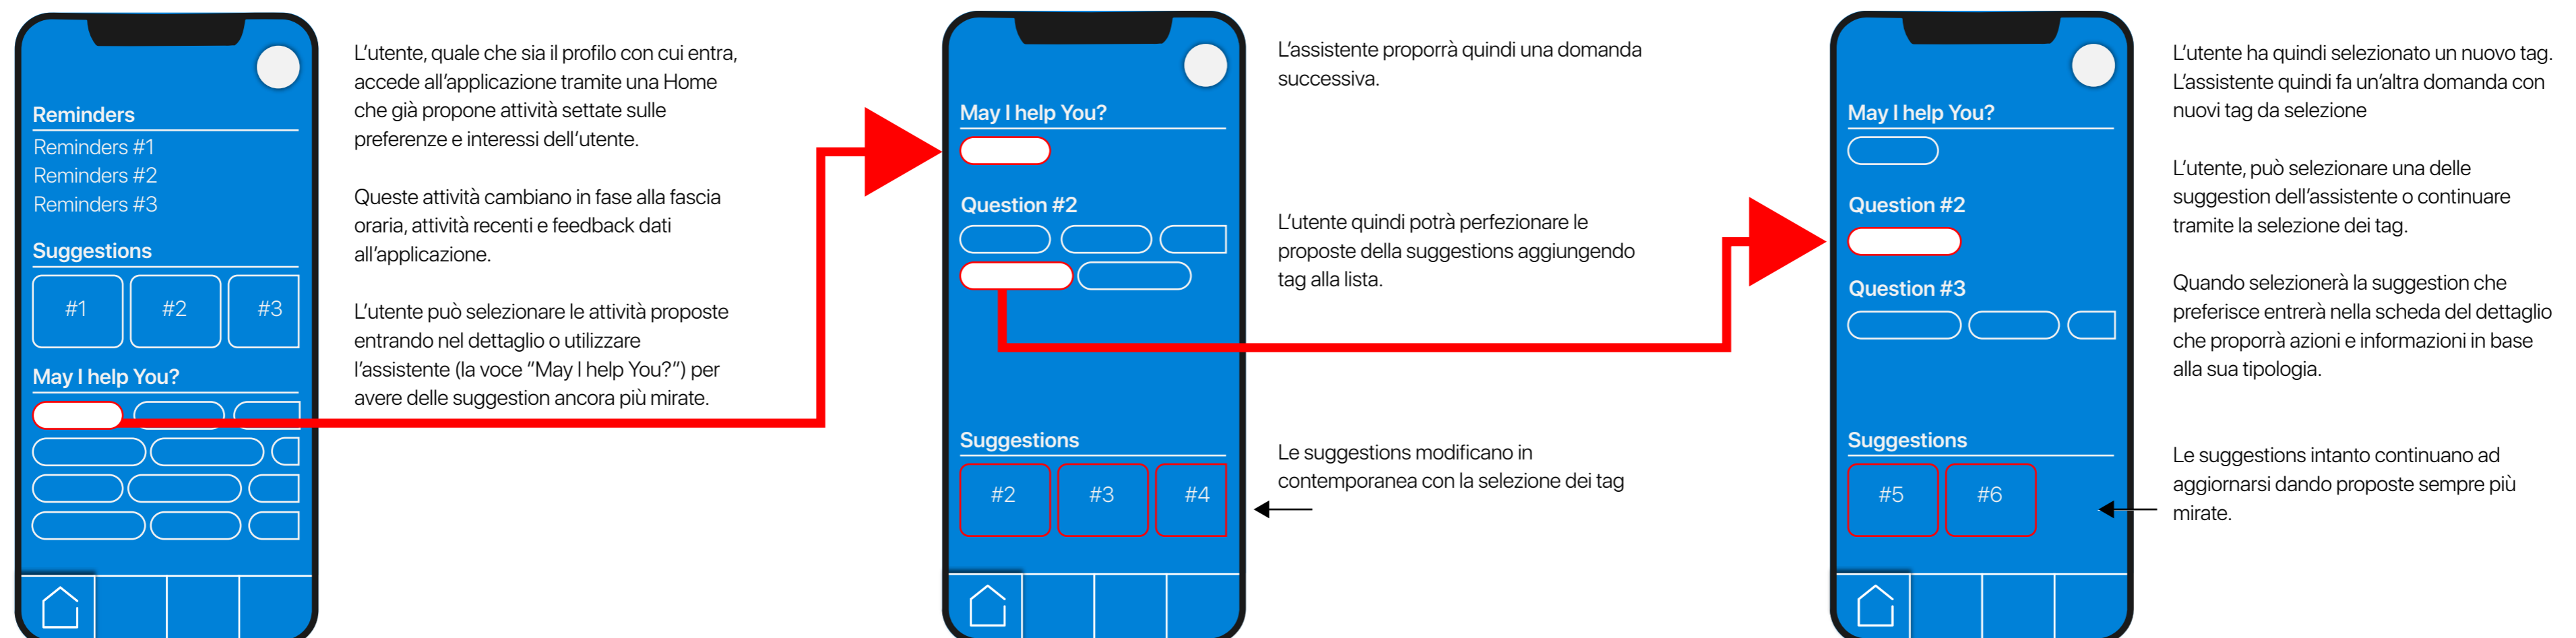 Reminders
Reminders #1
Reminders #2
Reminders #3
Suggestions
#1 #2 #3
May I help You?
L'utente, quale che sia il profilo con cui entra,
accede all'applicazione tramite una Home
che già propone attività settate sulle
preferenze e interessi dell'utente.
Queste attività cambiano in fase alla fascia
oraria, attività recenti e feedback dati
all'applicazione.
L'utente può selezionare le attività proposte
entrando nel dettaglio o utilizzare
l'assistente (la voce "May I help You?") per
avere delle suggestion ancora più mirate.
May I help You?
Question #2
Suggestions
#2 #3 #4
L'assistente proporrà quindi una domanda
successiva.
L'utente quindi potrà perfezionare le
proposte della suggestions aggiungendo
tag alla lista.
Le suggestions modificano in
contemporanea con la selezione dei tag
May I help You?
Question #2
Question #3
Suggestions
#5 #6
L'utente ha quindi selezionato un nuovo tag.
L'assistente quindi fa un'altra domanda con
nuovi tag da selezione
L'utente, può selezionare una delle
suggestion dell'assistente o continuare
tramite la selezione dei tag.
Quando selezionerà la suggestion che
preferisce entrerà nella scheda del dettaglio
che proporrà azioni e informazioni in base
alla sua tipologia.
Le suggestions intanto continuano ad
aggiornarsi dando proposte sempre più
mirate.